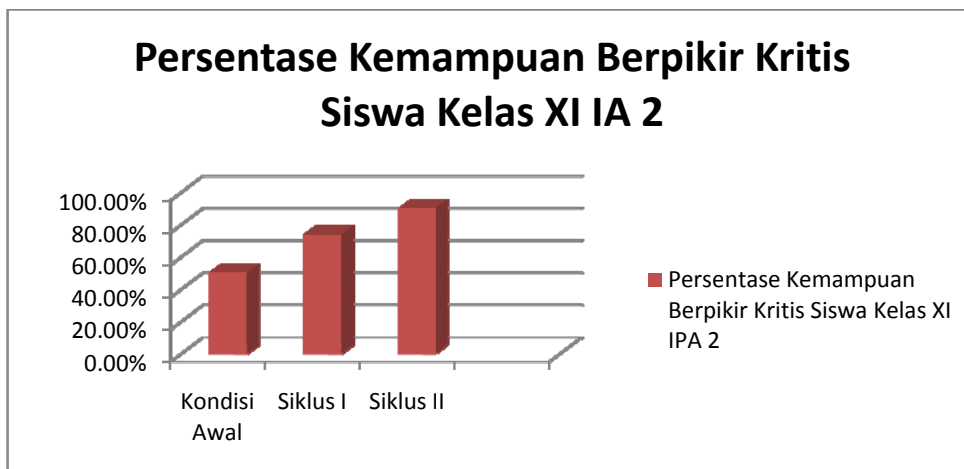 Persentase Kemampuan Berpikir Kritis
Siswa Kelas XI IA 2
100.00%
80.00%
60.00%
40.00%
20.00%
0.00%
Kondisi
Awal
Siklus I
Siklus II
Persentase Kemampuan
Berpikir Kritis Siswa Kelas XI
IPA 2